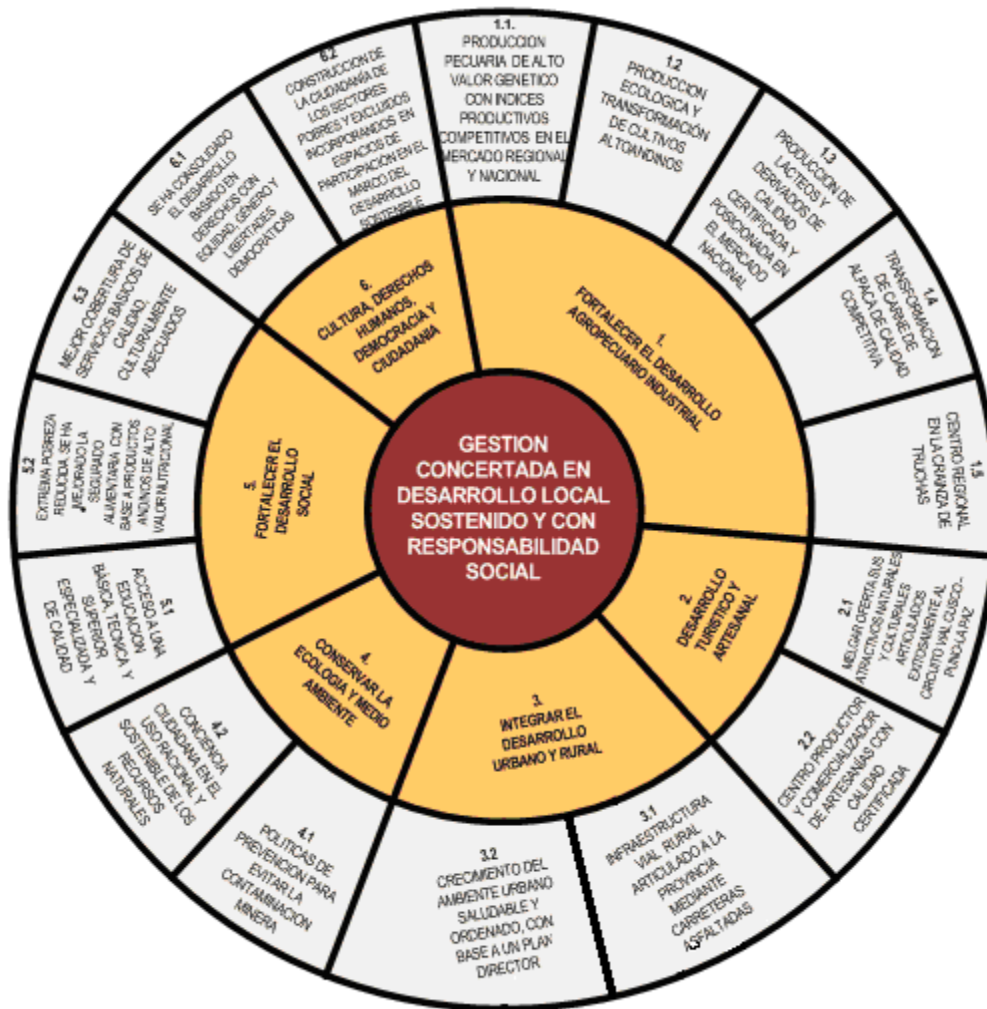 GESTION
CONCERTADA EN
DESARROLLO LOCAL
SOSTENIDO Y CON
RESPONSABILIDAD
SOCIAL
1.
FORTALECER EL DESARROLLO
AGROPECUARIO INDUSTRIAL
1.1.
PRODUCCION
PECUARIA DE ALTO
VALOR GENETICO
CON INDICES
PRODUCTIVOS
COMPETITIVOS EN EL
MERCADO REGIONAL
Y NACIONAL
1.2
PRODUCCION
ECOLOGICA Y
TRANSFORMACIÓN
DE CULTIVOS
ALTOANDINOS
1.3
PRODUCCION DE
LACTEOS Y
DERIVADOS DE
CALIDAD
CERTIFICADA Y
POSICIONADA EN
EL MERCADO
NACIONAL
1.4
TRANSFORMACION
DE CARNE DE
ALPACA DE CALIDAD
COMPETITIVA
1.5
CENTRO REGIONAL
EN LA CRIANZA DE
TRUCHAS
2.
DESARROLLO
TURISTICO Y
ARTESANAL
2.1
MELGAR OFERTA SUS
ATRACTIVOS NATURALES
Y CULTURALES
ARTICULADOS
EXITOSAMENTE AL
CIRCUITO VIAL CUSCO-
PUNO-LA PAZ
2.2
CENTRO PRODUCTOR
Y COMERCIALIZADOR
DE ARTESANÍAS CON
CALIDAD
CERTIFICADA
3.
INTEGRAR EL
DESARROLLO
URBANO Y RURAL
3.1
INFRAESTRUCTURA
VIAL RURAL
ARTICULADO A LA
PROVINCIA
MEDIANTE
CARRETERAS
ASFALTADAS
3.2
CRECIMIENTO DEL
AMBIENTE URBANO
SALUDABLE Y
ORDENADO, CON
BASE A UN PLAN
DIRECTOR
4.
CONSERVAR LA
ECOLOGIA Y MEDIO
AMBIENTE
4.1
POLITICAS DE
PREVENCION PARA
EVITAR LA
CONTAMINACION
MINERA
4.2
CONCIENCIA
CIUDADANA EN EL
USO RACIONAL Y
SOSTENIBLE DE LOS
RECURSOS
NATURALES
5.
FORTALECER EL
DESARROLLO
SOCIAL
5.1
ACCESO A UNA
EDUCACION
BÁSICA, TECNICA Y
SUPERIOR
ESPECIALIZADA Y
DE CALIDAD
5.2
EXTREMA POBREZA
REDUCIDA. SE HA
MEJORADO LA
SEGURADO
ALIMENTARIA CON
BASE A PRODUCTOS
ANDINOS DE ALTO
VALOR NUTRICIONAL
5.3
MEJOR COBERTURA DE
SERVICIOS BASICOS DE
CALIDAD,
CULTURALMENTE
ADECUADOS
6.
CULTURA, DERECHOS
HUMANOS,
DEMOCRACIA Y
CIUDADANIA
6.1
SE HA CONSOLIDADO
EL DESARROLLO
BASADO EN
DERECHOS CON
EQUIDAD, GÉNERO Y
LIBERTADES
DEMOCRATICAS
6.2
CONSTRUCCION DE
LA CIUDADANÍA DE
LOS SECTORES
POBRES Y EXCLUIDOS
INCORPORANDOS EN
ESPACIOS DE
PARTICIPACION EN EL
MARCO DEL
DESARROLLO
SOSTENIBLE